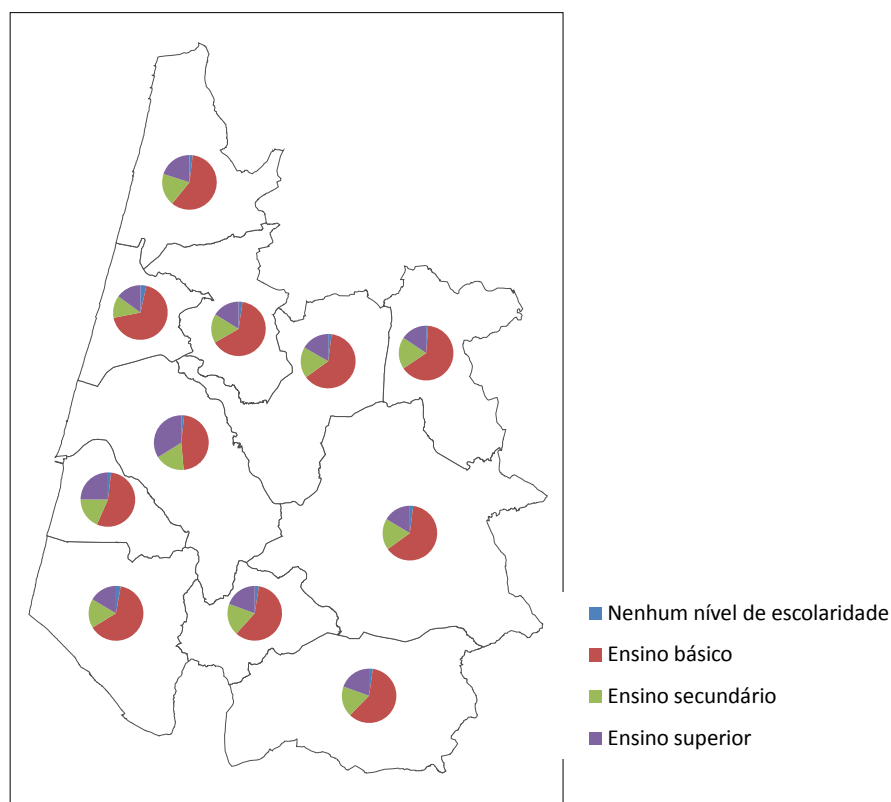 Nenhum nível de escolaridade
Ensino básico
Ensino secundário
Ensino superior